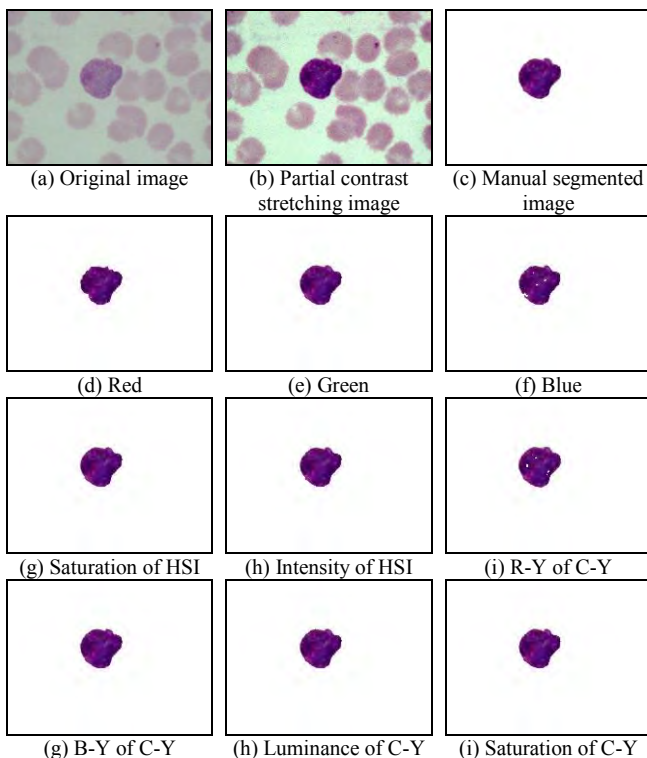 (a) Original image
(b) Partial contrast
stretching image
(c) Manual segmented
image
(d) Red
(e) Green
(f) Blue
(g) Saturation of HSI
(h) Intensity of HSI
(i) R-Y of C-Y
(g) B-Y of C-Y
(h) Luminance of C-Y
(i) Saturation of C-Y